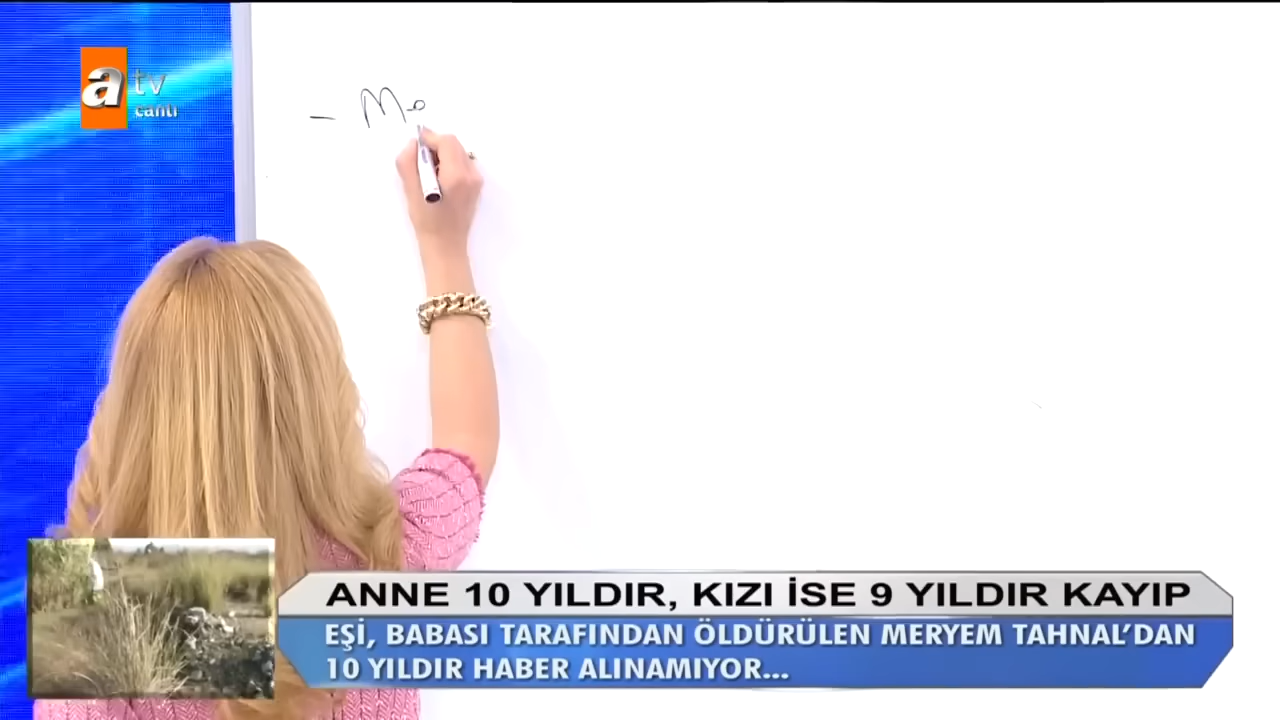 a tv
canlı
- Me
ANNE 10 YILDIR, KIZI İSE 9 YILDIR KAYIP
EŞİ, BABASI TARAFINDAN ÖLDÜRÜLEN MERYEM TAHNAL’DAN
10 YILDIR HABER ALINAMIYOR...